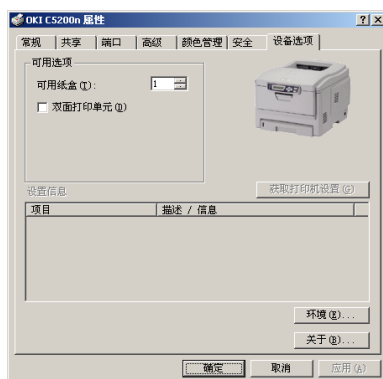 OKI C5200n 属性
常规 共享 端口 高级 颜色管理 安全 设备选项
可用选项
可用纸盒(T): 1
双面打印单元(D)
设置信息
获取打印机设置(G)
项目 描述 / 信息
环境(E)...
关于(B)...
确定 取消 应用(A)